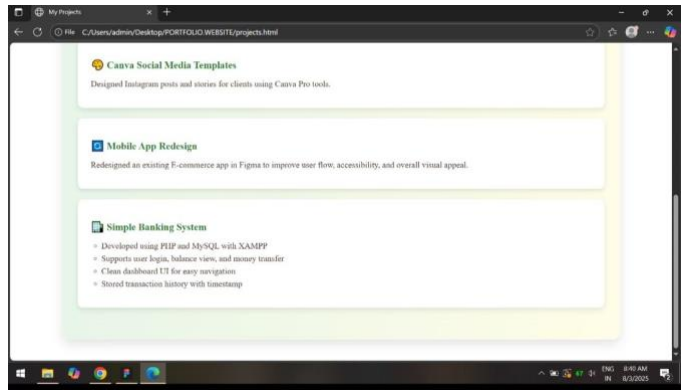 My Projects
File C:/Users/admin/Desktop/PORTFOLIO WEBSITE/projects.html
Canva Social Media Templates
Designed Instagram posts and stories for clients using Canva Pro tools.
Mobile App Redesign
Redesigned an existing E-commerce app in Figma to improve user flow, accessibility, and overall visual appeal.
Simple Banking System
Developed using PHP and MySQL with XAMPP
Supports user login, balance view, and money transfer
Clean dashboard UI for easy navigation
Stored transaction history with timestamp
67 ENG 8:40 AM
IN 8/3/2025